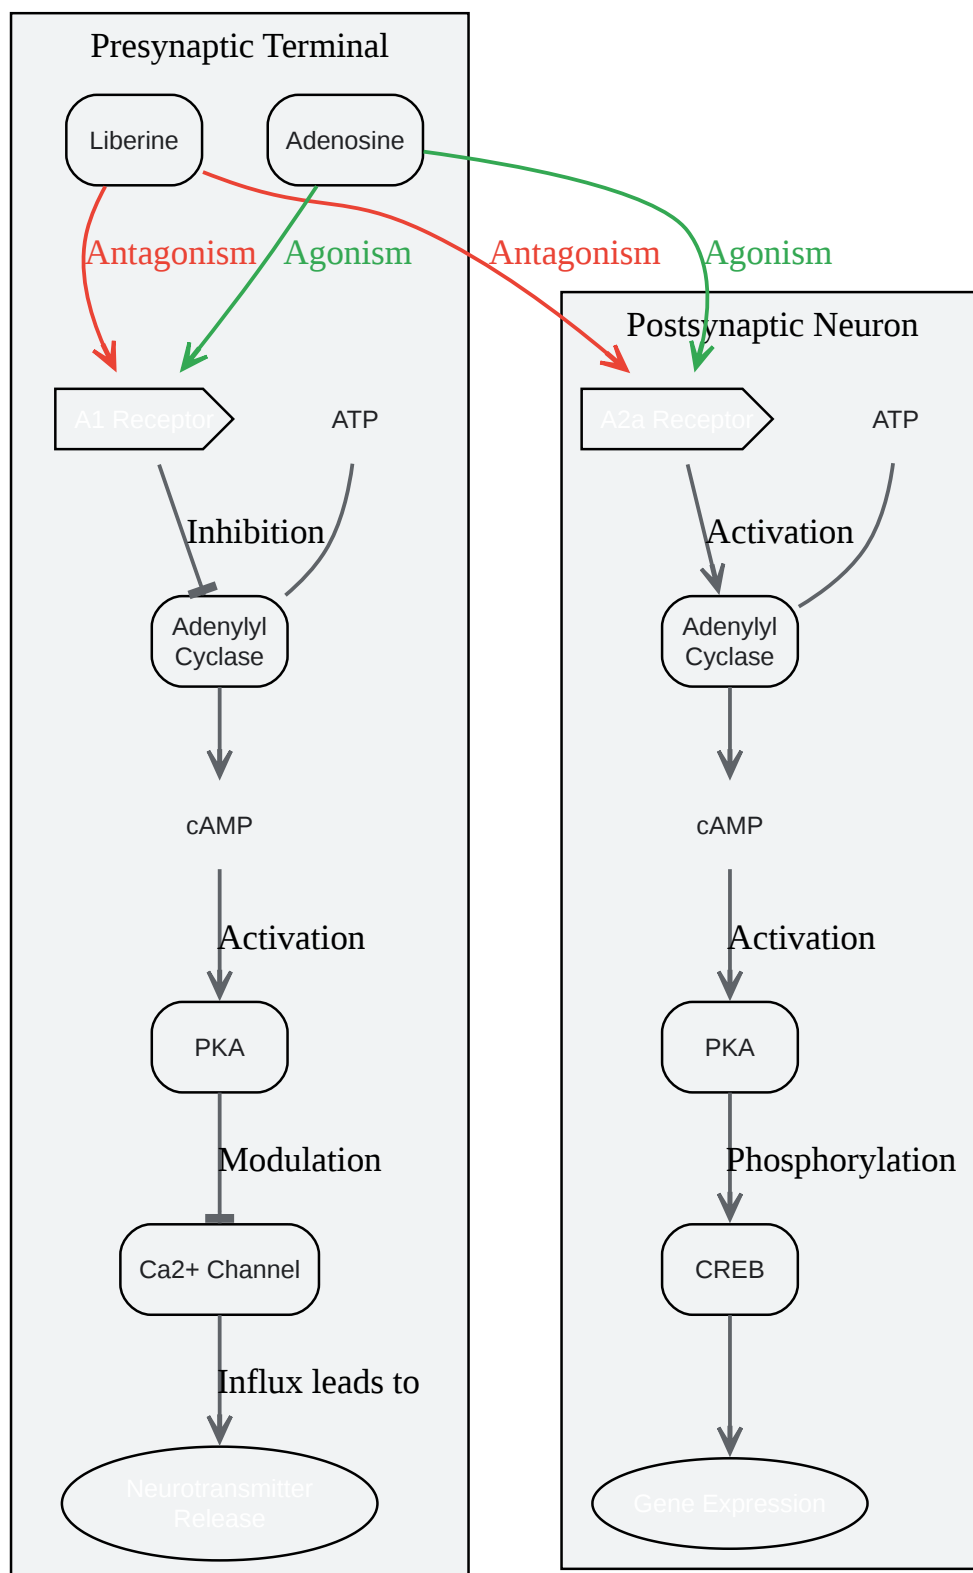 Presynaptic Terminal
Liberine
Adenosine
Antagonism
Agonism
Antagonism
Agonism
Postsynaptic Neuron
A1 Receptor
ATP
A2a Receptor
ATP
Inhibition
Activation
Adenylyl
Cyclase
Adenylyl
Cyclase
cAMP
cAMP
Activation
Activation
PKA
PKA
Modulation
Phosphorylation
Ca2+ Channel
CREB
Influx leads to
Neurotransmitter
Release
Gene Expression